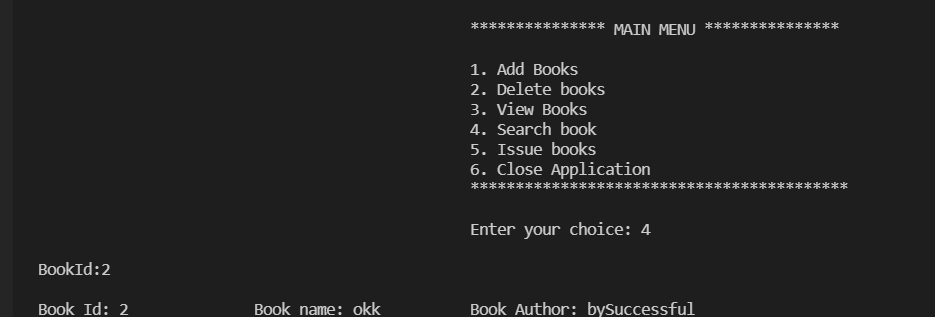 *************** MAIN MENU ***************
1. Add Books
2. Delete books
3. View Books
4. Search book
5. Issue books
6. Close Application
******************************************
Enter your choice: 4
BookId:2
Book Id: 2 Book name: okk Book Author: bySuccessful